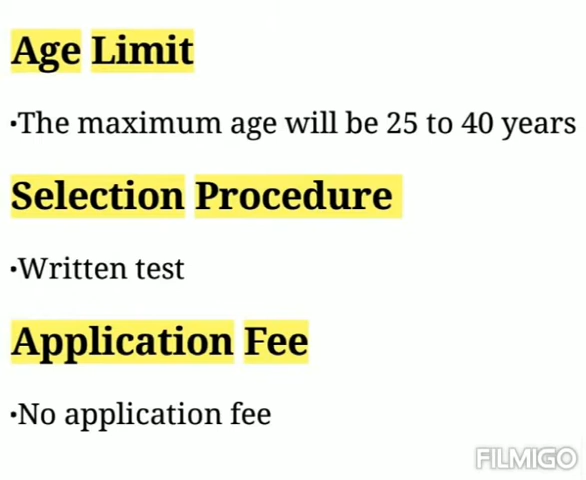 Age Limit
•The maximum age will be 25 to 40 years
Selection Procedure
•Written test
Application Fee
•No application fee
FILMIGO